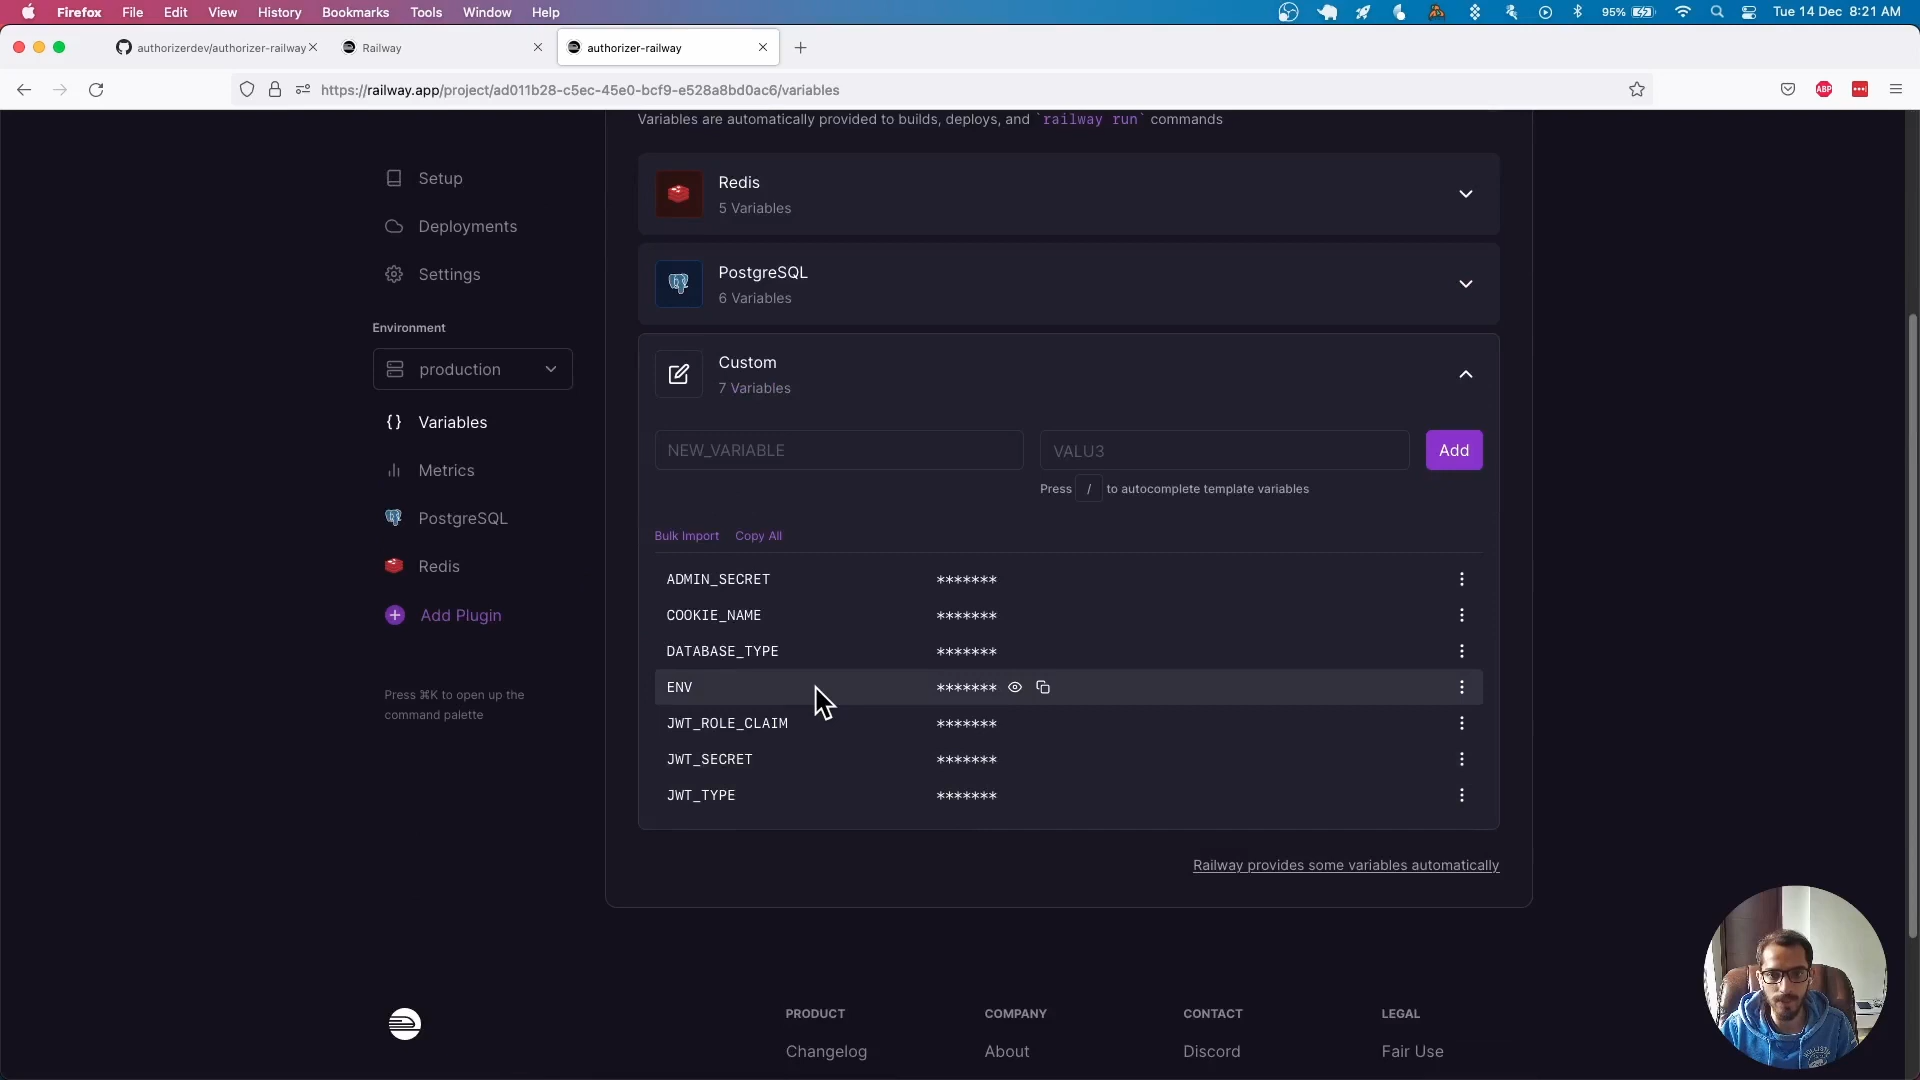 Firefox File Edit View History Bookmarks Tools Window Help 95% Tue 14 Dec 8:21 AM
authorizerdev/authorizer-railway Railway authorizer-railway
https://railway.app/project/ad011b28-c5ec-45e0-bcf9-e528a8bd0ac6/variables
ABP
Variables are automatically provided to builds, deploys, and `railway run` commands
Setup
Deployments
Settings
Environment
production
Variables
Metrics
PostgreSQL
Redis
Add Plugin
Press ⌘K to open up the
command palette
Redis
5 Variables
PostgreSQL
6 Variables
Custom
7 Variables
NEW_VARIABLE VALU3 Add
Press / to autocomplete template variables
Bulk Import Copy All
ADMIN_SECRET *******
COOKIE_NAME *******
DATABASE_TYPE *******
ENV *******
JWT_ROLE_CLAIM *******
JWT_SECRET *******
JWT_TYPE *******
Railway provides some variables automatically
PRODUCT COMPANY CONTACT LEGAL
Changelog About Discord Fair Use